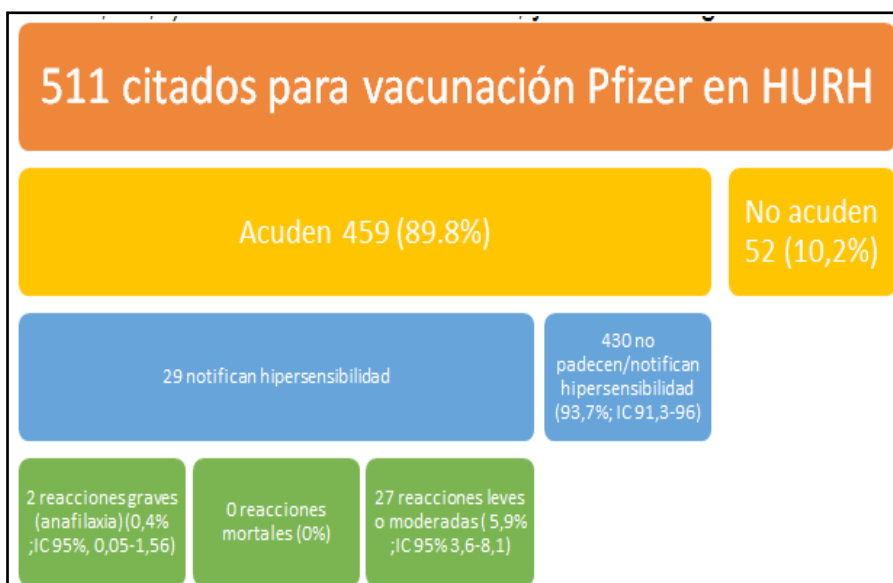 511 citados para vacunación Pfizer en HURH
Acuden 459 (89.8%)
No acuden
52 (10,2%)
29 notifican hipersensibilidad
430 no
padecen/notifican
hipersensibilidad
(93,7%; IC 91,3-96)
2 reacciones graves
(anafilaxia) (0,4%
;IC 95%, 0,05-1,56)
0 reacciones
mortales (0%)
27 reacciones leves
o moderadas ( 5,9%
;IC 95% 3,6-8,1)